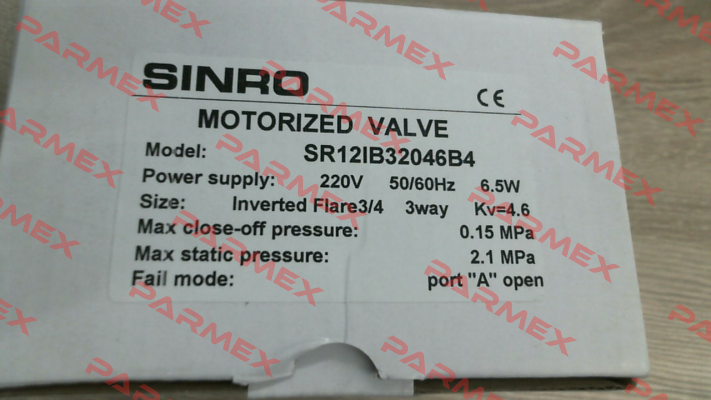 SINRO
CE
MOTORIZED VALVE
Model: SR12IB32046B4
Power supply: 220V 50/60Hz 6.5W
Size: Inverted Flare3/4 3way Kv=4.6
Max close-off pressure: 0.15 MPa
Max static pressure: 2.1 MPa
Fail mode: port "A" open
PARMEX